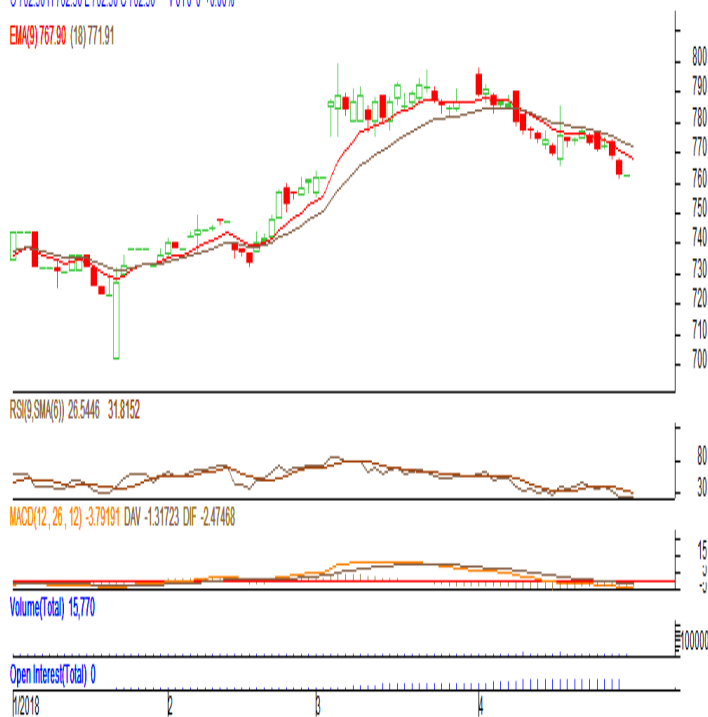 EMA(9) 767.90 (18) 771.91
800
790
780
770
760
750
740
730
720
710
700
RSI(9,SMA(6)) 26.5446 31.8152
80
30
MACD(12, 26, 12) -3.79191 DAV -1.31723 DIF -2.47468
15
5
-5
Volume(Total) 15,770
100000
Open Interest(Total) 0
1/2018 2 3 4